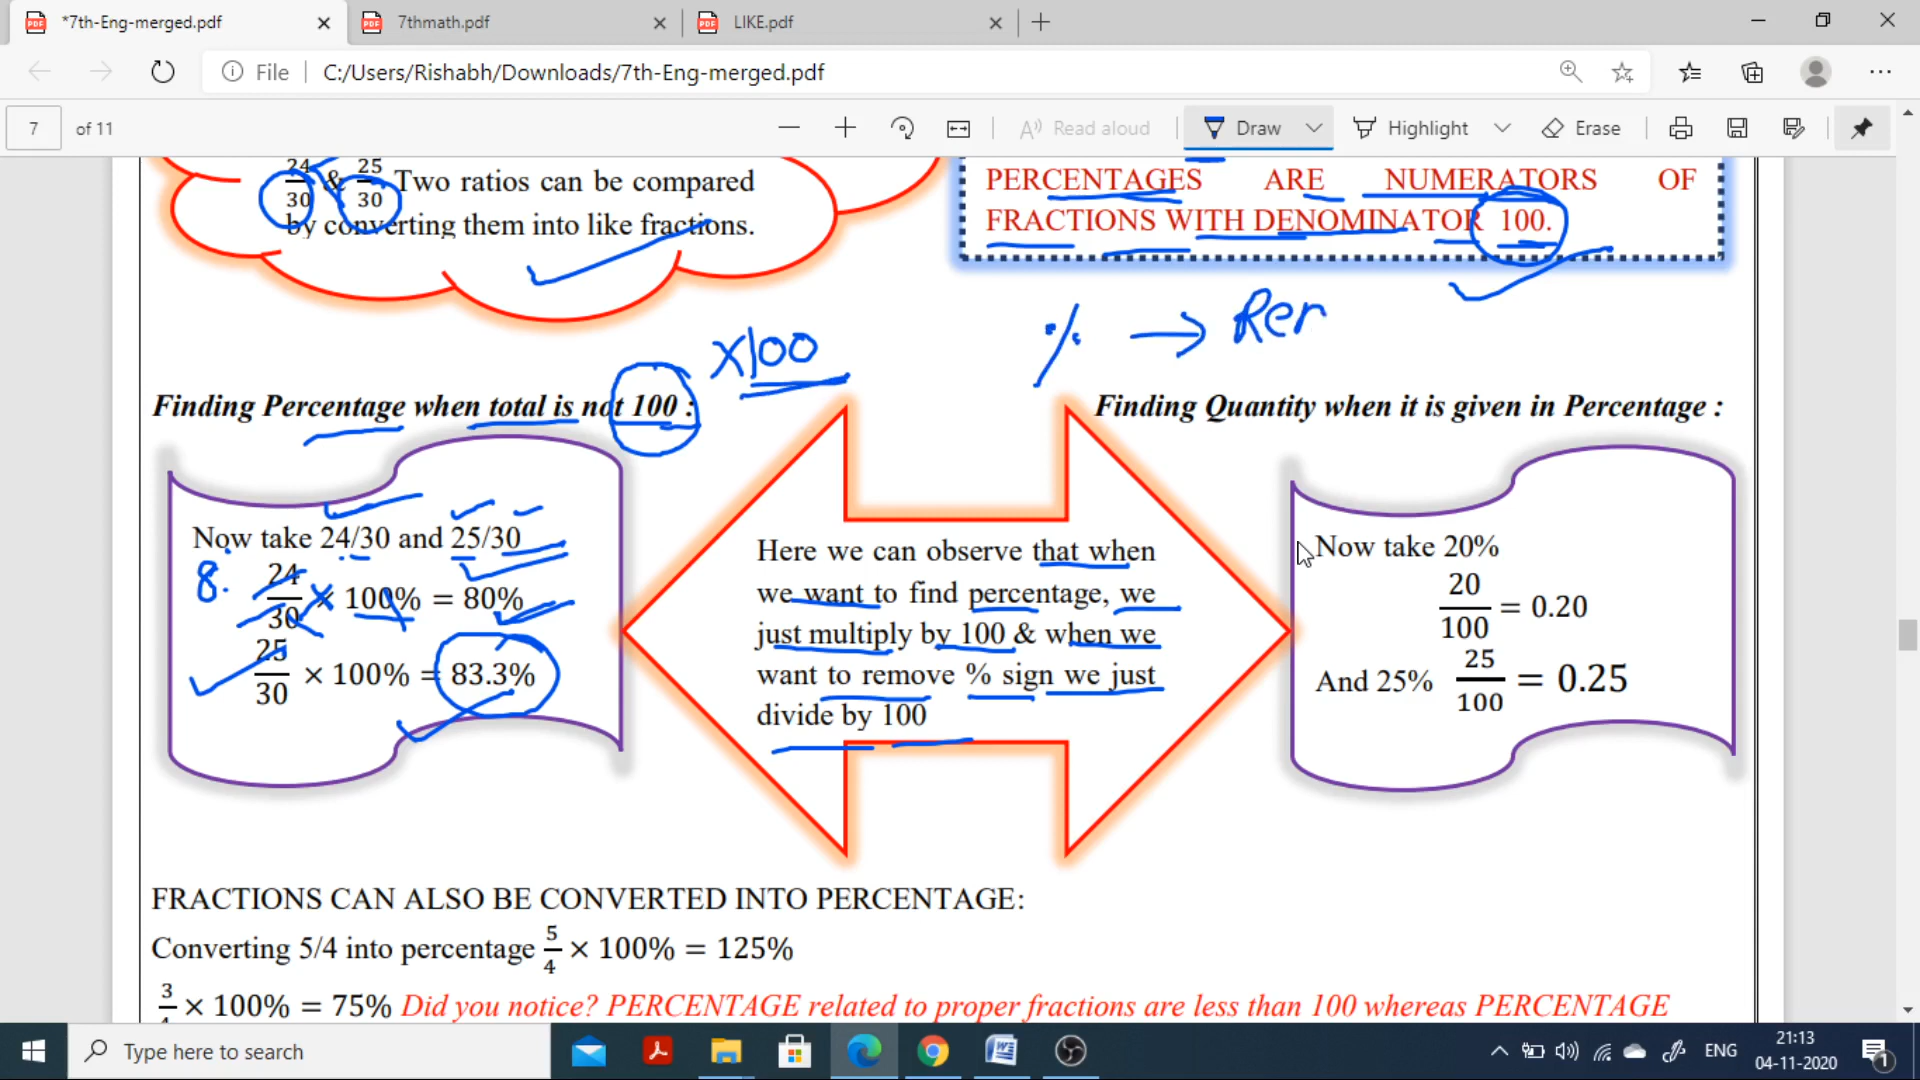 *7th-Eng-merged.pdf
7thmath.pdf
LIKE.pdf
File
C:/Users/Rishabh/Downloads/7th-Eng-merged.pdf
7 of 11
Read aloud
Draw
Highlight
Erase
24/30 & 25/30 Two ratios can be compared
by converting them into like fractions.
PERCENTAGES ARE NUMERATORS OF
FRACTIONS WITH DENOMINATOR 100.
X100
% → Rer
Finding Percentage when total is not 100 :
Finding Quantity when it is given in Percentage :
Now take 24/30 and 25/30
8.
24/30 × 100% = 80%
25/30 × 100% = 83.3%
Here we can observe that when
we want to find percentage, we
just multiply by 100 & when we
want to remove % sign we just
divide by 100
Now take 20%
20/100 = 0.20
And 25% 25/100 = 0.25
FRACTIONS CAN ALSO BE CONVERTED INTO PERCENTAGE:
Converting 5/4 into percentage 5/4 × 100% = 125%
3/4 × 100% = 75% Did you notice? PERCENTAGE related to proper fractions are less than 100 whereas PERCENTAGE
Type here to search
ENG
21:13
04-11-2020
1